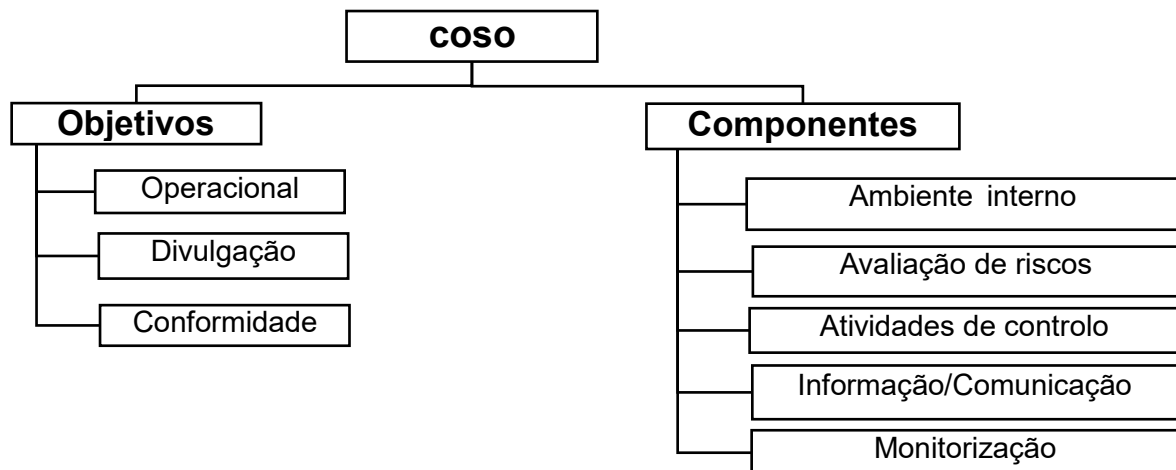 coso
Objetivos
Operacional
Divulgação
Conformidade
Componentes
Ambiente interno
Avaliação de riscos
Atividades de controlo
Informação/Comunicação
Monitorização